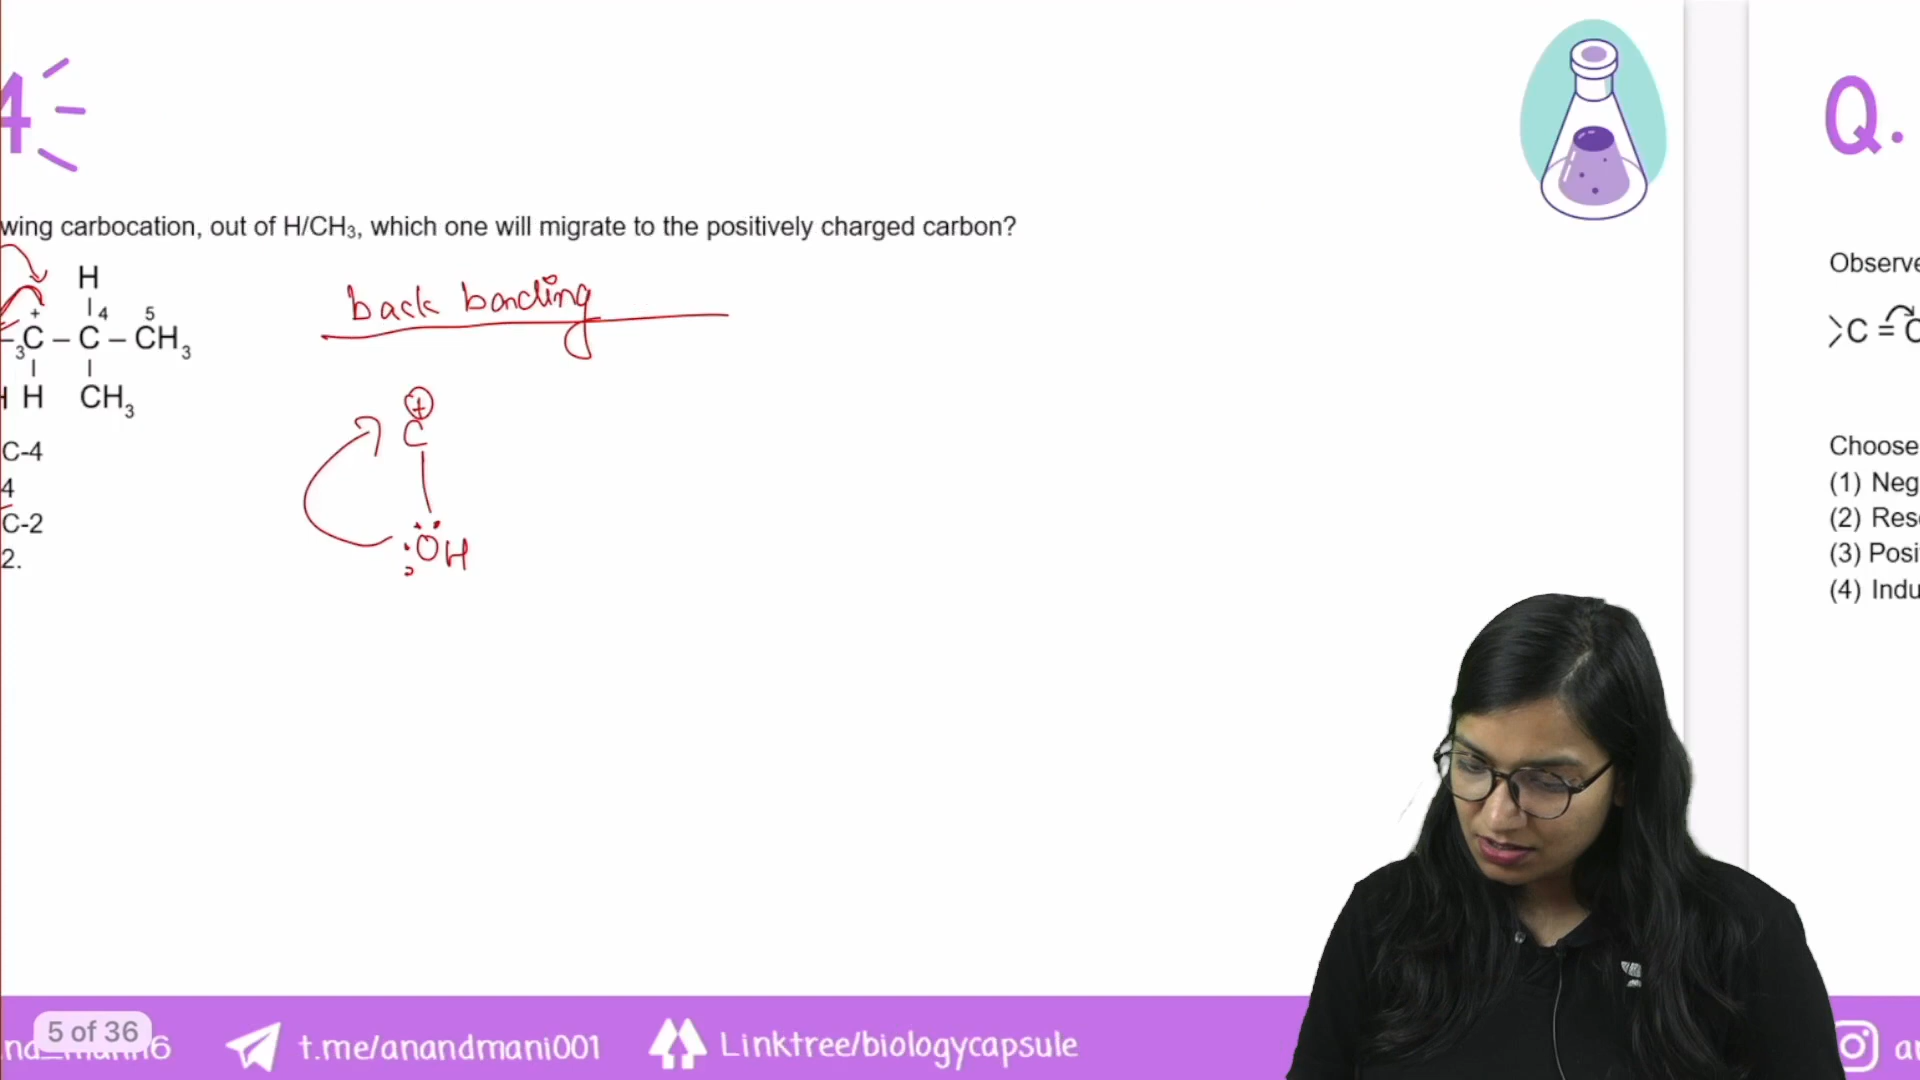 4
Q.
wing carbocation, out of H/CH₃, which one will migrate to the positively charged carbon?
H
+ 4 5
₃C – C – CH₃
H H CH₃
C-4
4
C-2
2.
back bonding
+
C
:ÖH
Observe
C = C
Choose
(1) Neg
(2) Res
(3) Posi
(4) Indu
5 of 36
t.me/anandmani001
Linktree/biologycapsule